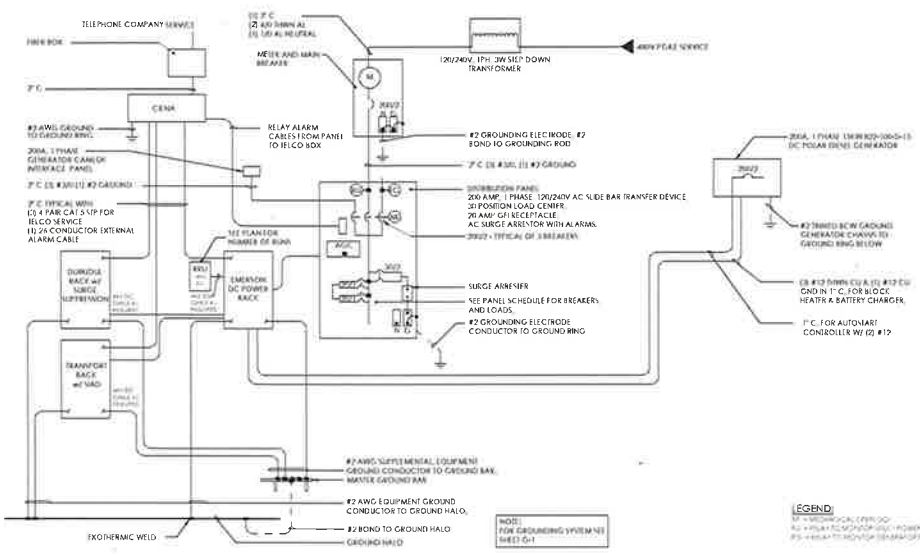 TELEPHONE COMPANY SERVICE
FIBER BOX
2" C
CIENA
#2 AWG GROUND
TO GROUND RING
200A, 1 PHASE
GENERATOR CAMLOK
INTERFACE PANEL
2" C (3) #3/0 (1) #2 GROUND
2" C TYPICAL WITH
(3) 4 PAIR CAT 5 STP FOR
TELCO SERVICE
(1) 26 CONDUCTOR EXTERNAL
ALARM CABLE
RELAY ALARM
CABLES FROM PANEL
TO TELCO BOX
SEE PLAN FOR
NUMBER OF RUNS
RACK w/
SURGE
SUPPRESSION
EMERSON
DC POWER
RACK
TRANSPORT
RACK
(1) 2" C
(2) 4/0 THWN AL
(1) 1/0 AL NEUTRAL
METER AND MAIN
BREAKER
M
200/2
N G
120/240V, 1PH, 3W STEP DOWN
TRANSFORMER
480V SERVICE
#2 GROUNDING ELECTRODE, #2
BOND TO GROUNDING ROD
2" C (3) #3/0, (1) #2 GROUND
DISTRIBUTION PANEL
200 AMP, 1 PHASE, 120/240V AC SLIDE BAR TRANSFER DEVICE
30 POSITION LOAD CENTER
20 AMP GFI RECEPTACLE
AC SURGE ARRESTOR WITH ALARMS
200/2 - TYPICAL OF 3 BREAKERS
30/2
SURGE ARRESTER
SEE PANEL SCHEDULE FOR BREAKERS
AND LOADS,
#2 GROUNDING ELECTRODE
CONDUCTOR TO GROUND RING
N G
200A, 1 PHASE
DC POLAR DIESEL GENERATOR
200/2
#2 TINNED BCW GROUND
GENERATOR CHASSIS TO
GROUND RING BELOW
(3) #12 THWN CU & (1) #12 CU
GND IN 1" C, FOR BLOCK
HEATER & BATTERY CHARGER,
1" C, FOR AUTOSTART
CONTROLLER W/ (2) #12
#2 AWG SUPPLEMENTAL EQUIPMENT
GROUND CONDUCTOR TO GROUND BAR,
MASTER GROUND BAR
#2 AWG EQUIPMENT GROUND
CONDUCTOR TO GROUND HALO,
#2 BOND TO GROUND HALO
EXOTHERMIC WELD
GROUND HALO
NOTE:
FOR GROUNDING SYSTEM SEE
SHEET G-1
LEGEND: